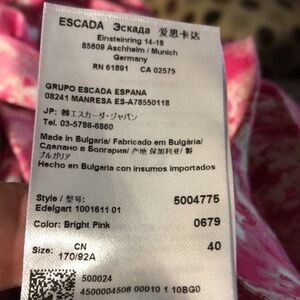 ESCADA Эскада 爱思卡达
Einsteinring 14-18
85609 Aschheim / Munich
Germany
RN 61891 CA 02575
GRUPO ESCADA ESPANA
08241 MANRESA ES-A78550118
JP: ㈱エスカーダ・ジャパン
Tel. 03-5786-6860
Made in Bulgaria/ Fabricado em Bulgária/
Сделано в Болгарии/ 产地 保加利亚/ 製
ブルガリア
Hecho en Bulgaria con insumos importados
Style / 型号: 5004775
Edelgart 1001611 01
Color: Bright Pink 0679
Size: CN 40
170/92A
500024
4500004506 00010 1 10BG0